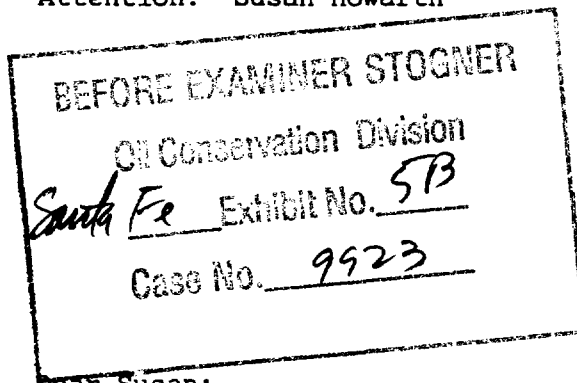 Attention: Susan Howarth
BEFORE EXAMINER STOGNER
Oil Conservation Division
Santa Fe Exhibit No. 5B
Case No. 9923
Susan: